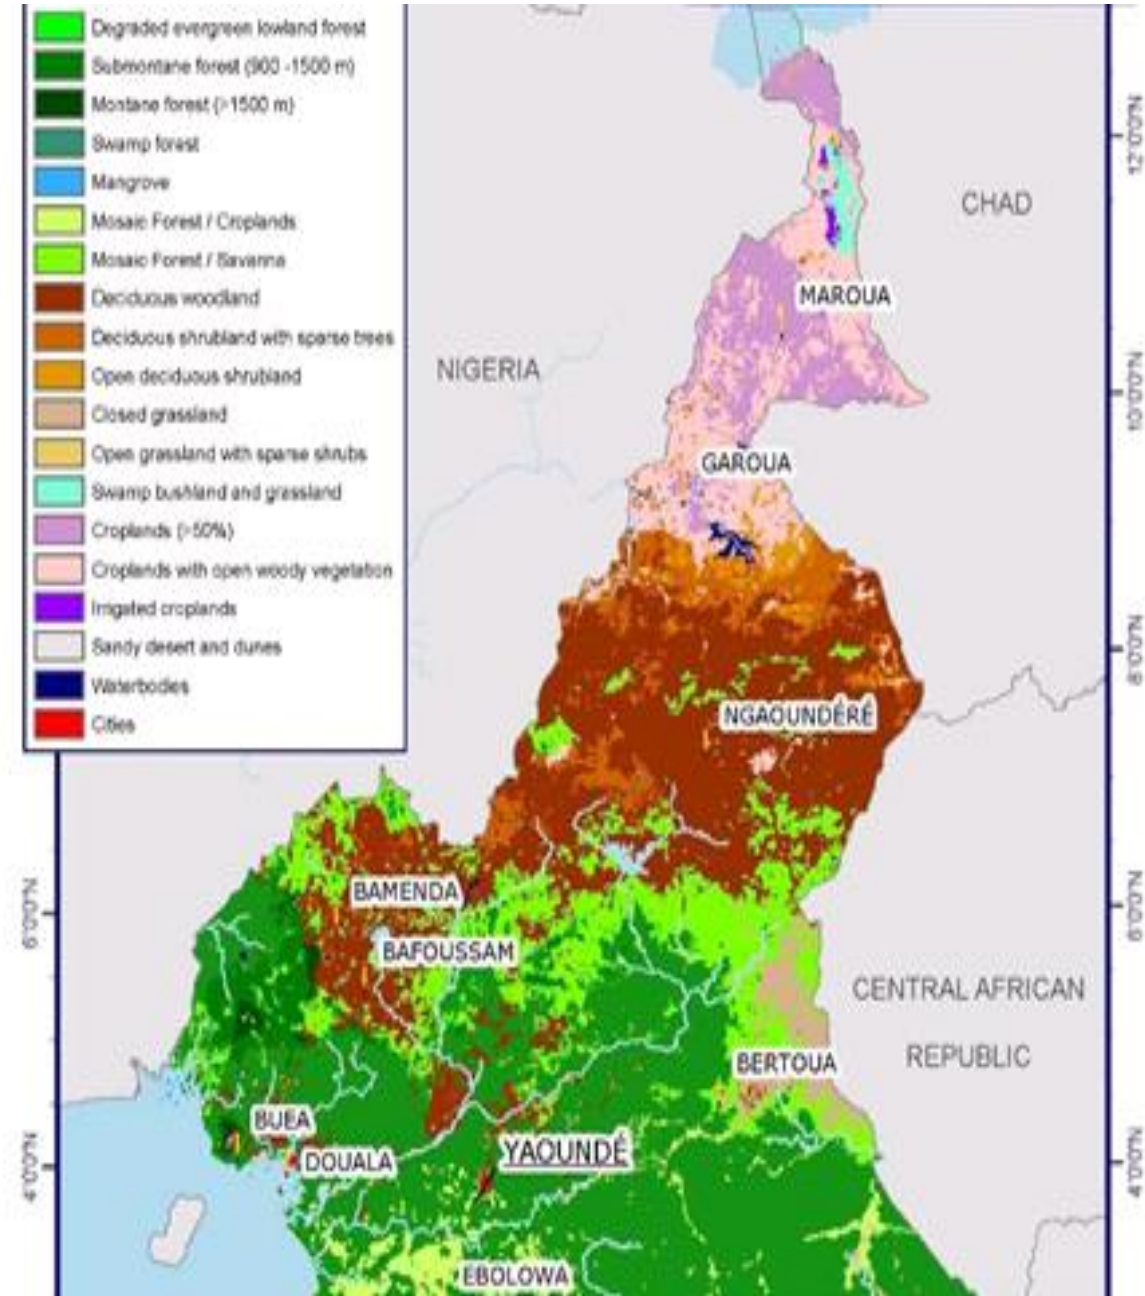 Degraded evergreen lowland forest
Submontane forest (900 -1500 m)
Montane forest (>1500 m)
Swamp forest
Mangrove
Mosaic Forest / Croplands
Mosaic Forest / Savanna
Deciduous woodland
Deciduous shrubland with sparse trees
Open deciduous shrubland
Closed grassland
Open grassland with sparse shrubs
Swamp bushland and grassland
Croplands (>50%)
Croplands with open woody vegetation
Irrigated croplands
Sandy desert and dunes
Waterbodies
Cities
12°0'0"N
CHAD
MAROUA
NIGERIA
10°0'0"N
GAROUA
8°0'0"N
NGAOUNDÉRÉ
BAMENDA
6°0'0"N
6°0'0"N
BAFOUSSAM
CENTRAL AFRICAN
REPUBLIC
BERTOUA
BUEA
YAOUNDÉ
DOUALA
4°0'0"N
4°0'0"N
EBOLOWA